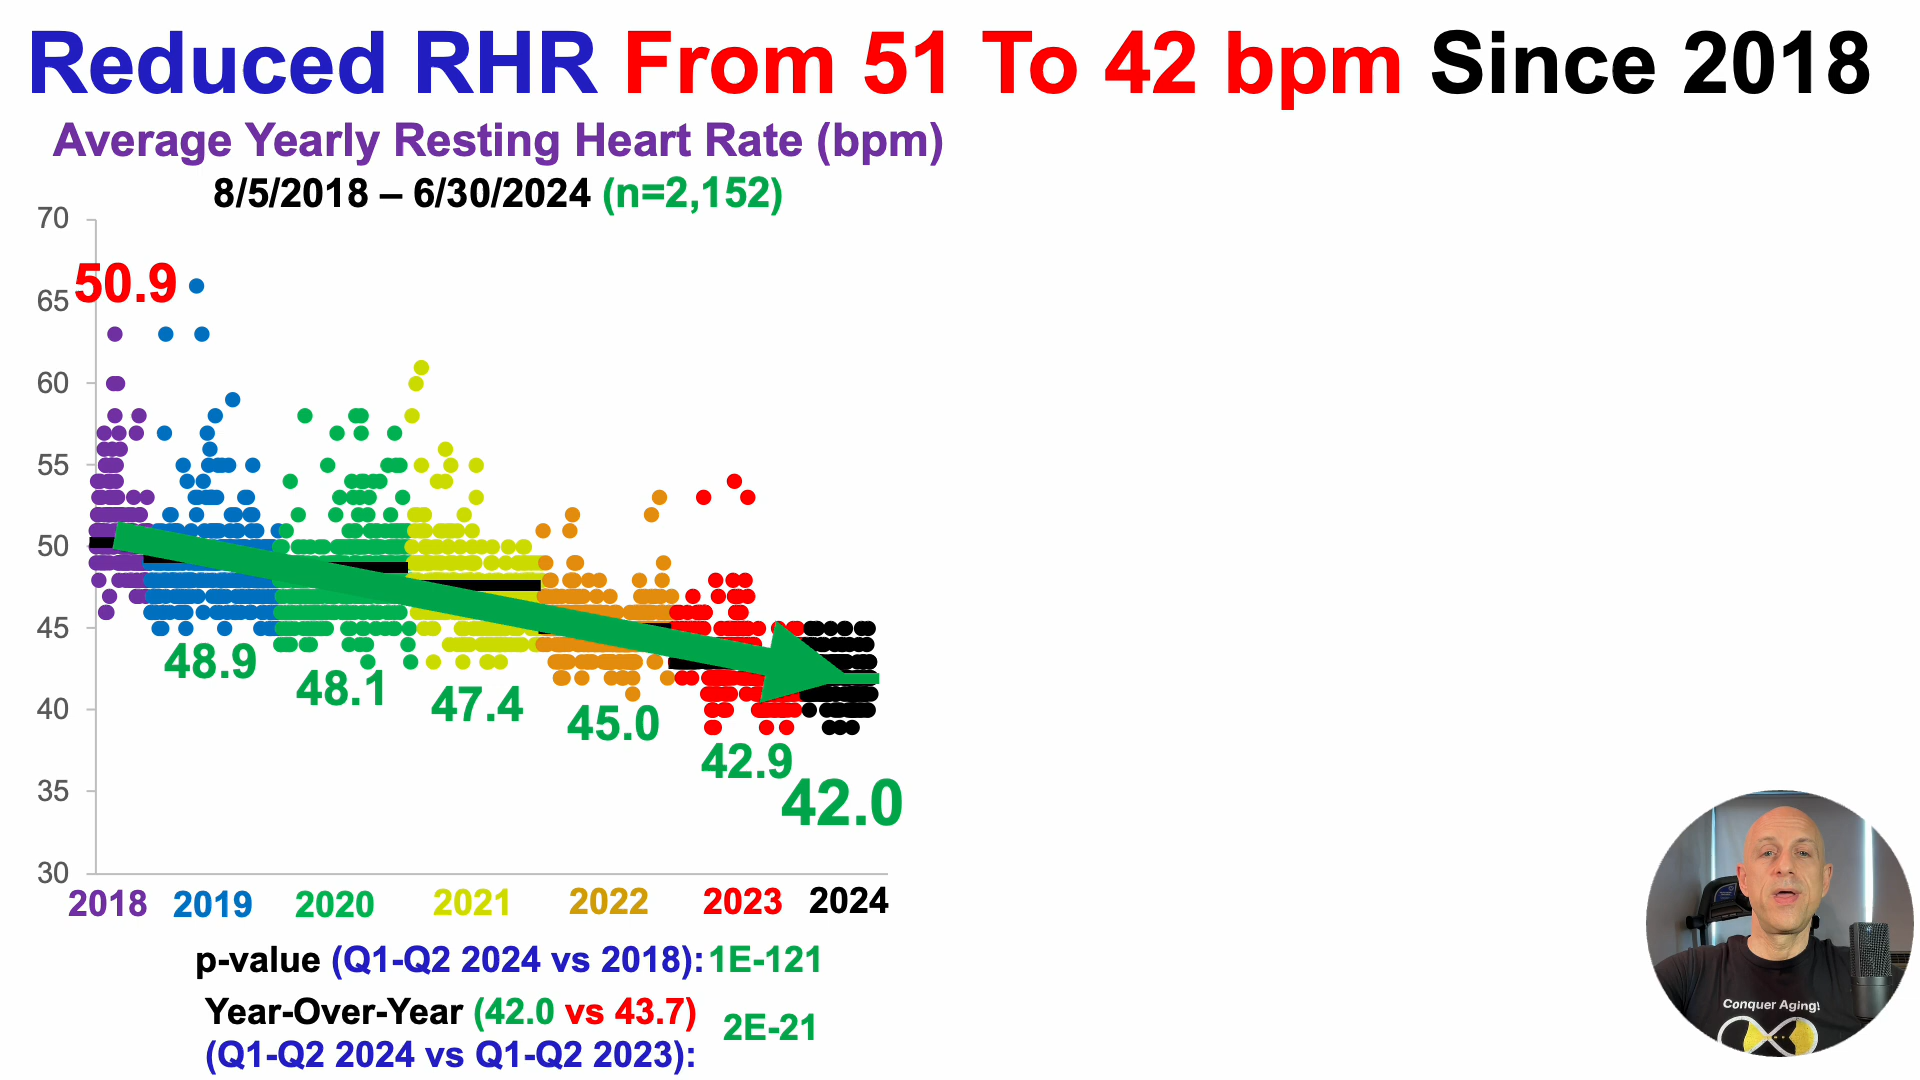 Reduced RHR From 51 To 42 bpm Since 2018
Average Yearly Resting Heart Rate (bpm)
8/5/2018 – 6/30/2024 (n=2,152)
70
65
60
55
50
45
40
35
30
50.9
48.9
48.1
47.4
45.0
42.9
42.0
2018 2019 2020 2021 2022 2023 2024
p-value (Q1-Q2 2024 vs 2018): 1E-121
Year-Over-Year (42.0 vs 43.7)
(Q1-Q2 2024 vs Q1-Q2 2023): 2E-21
Conquer Aging!